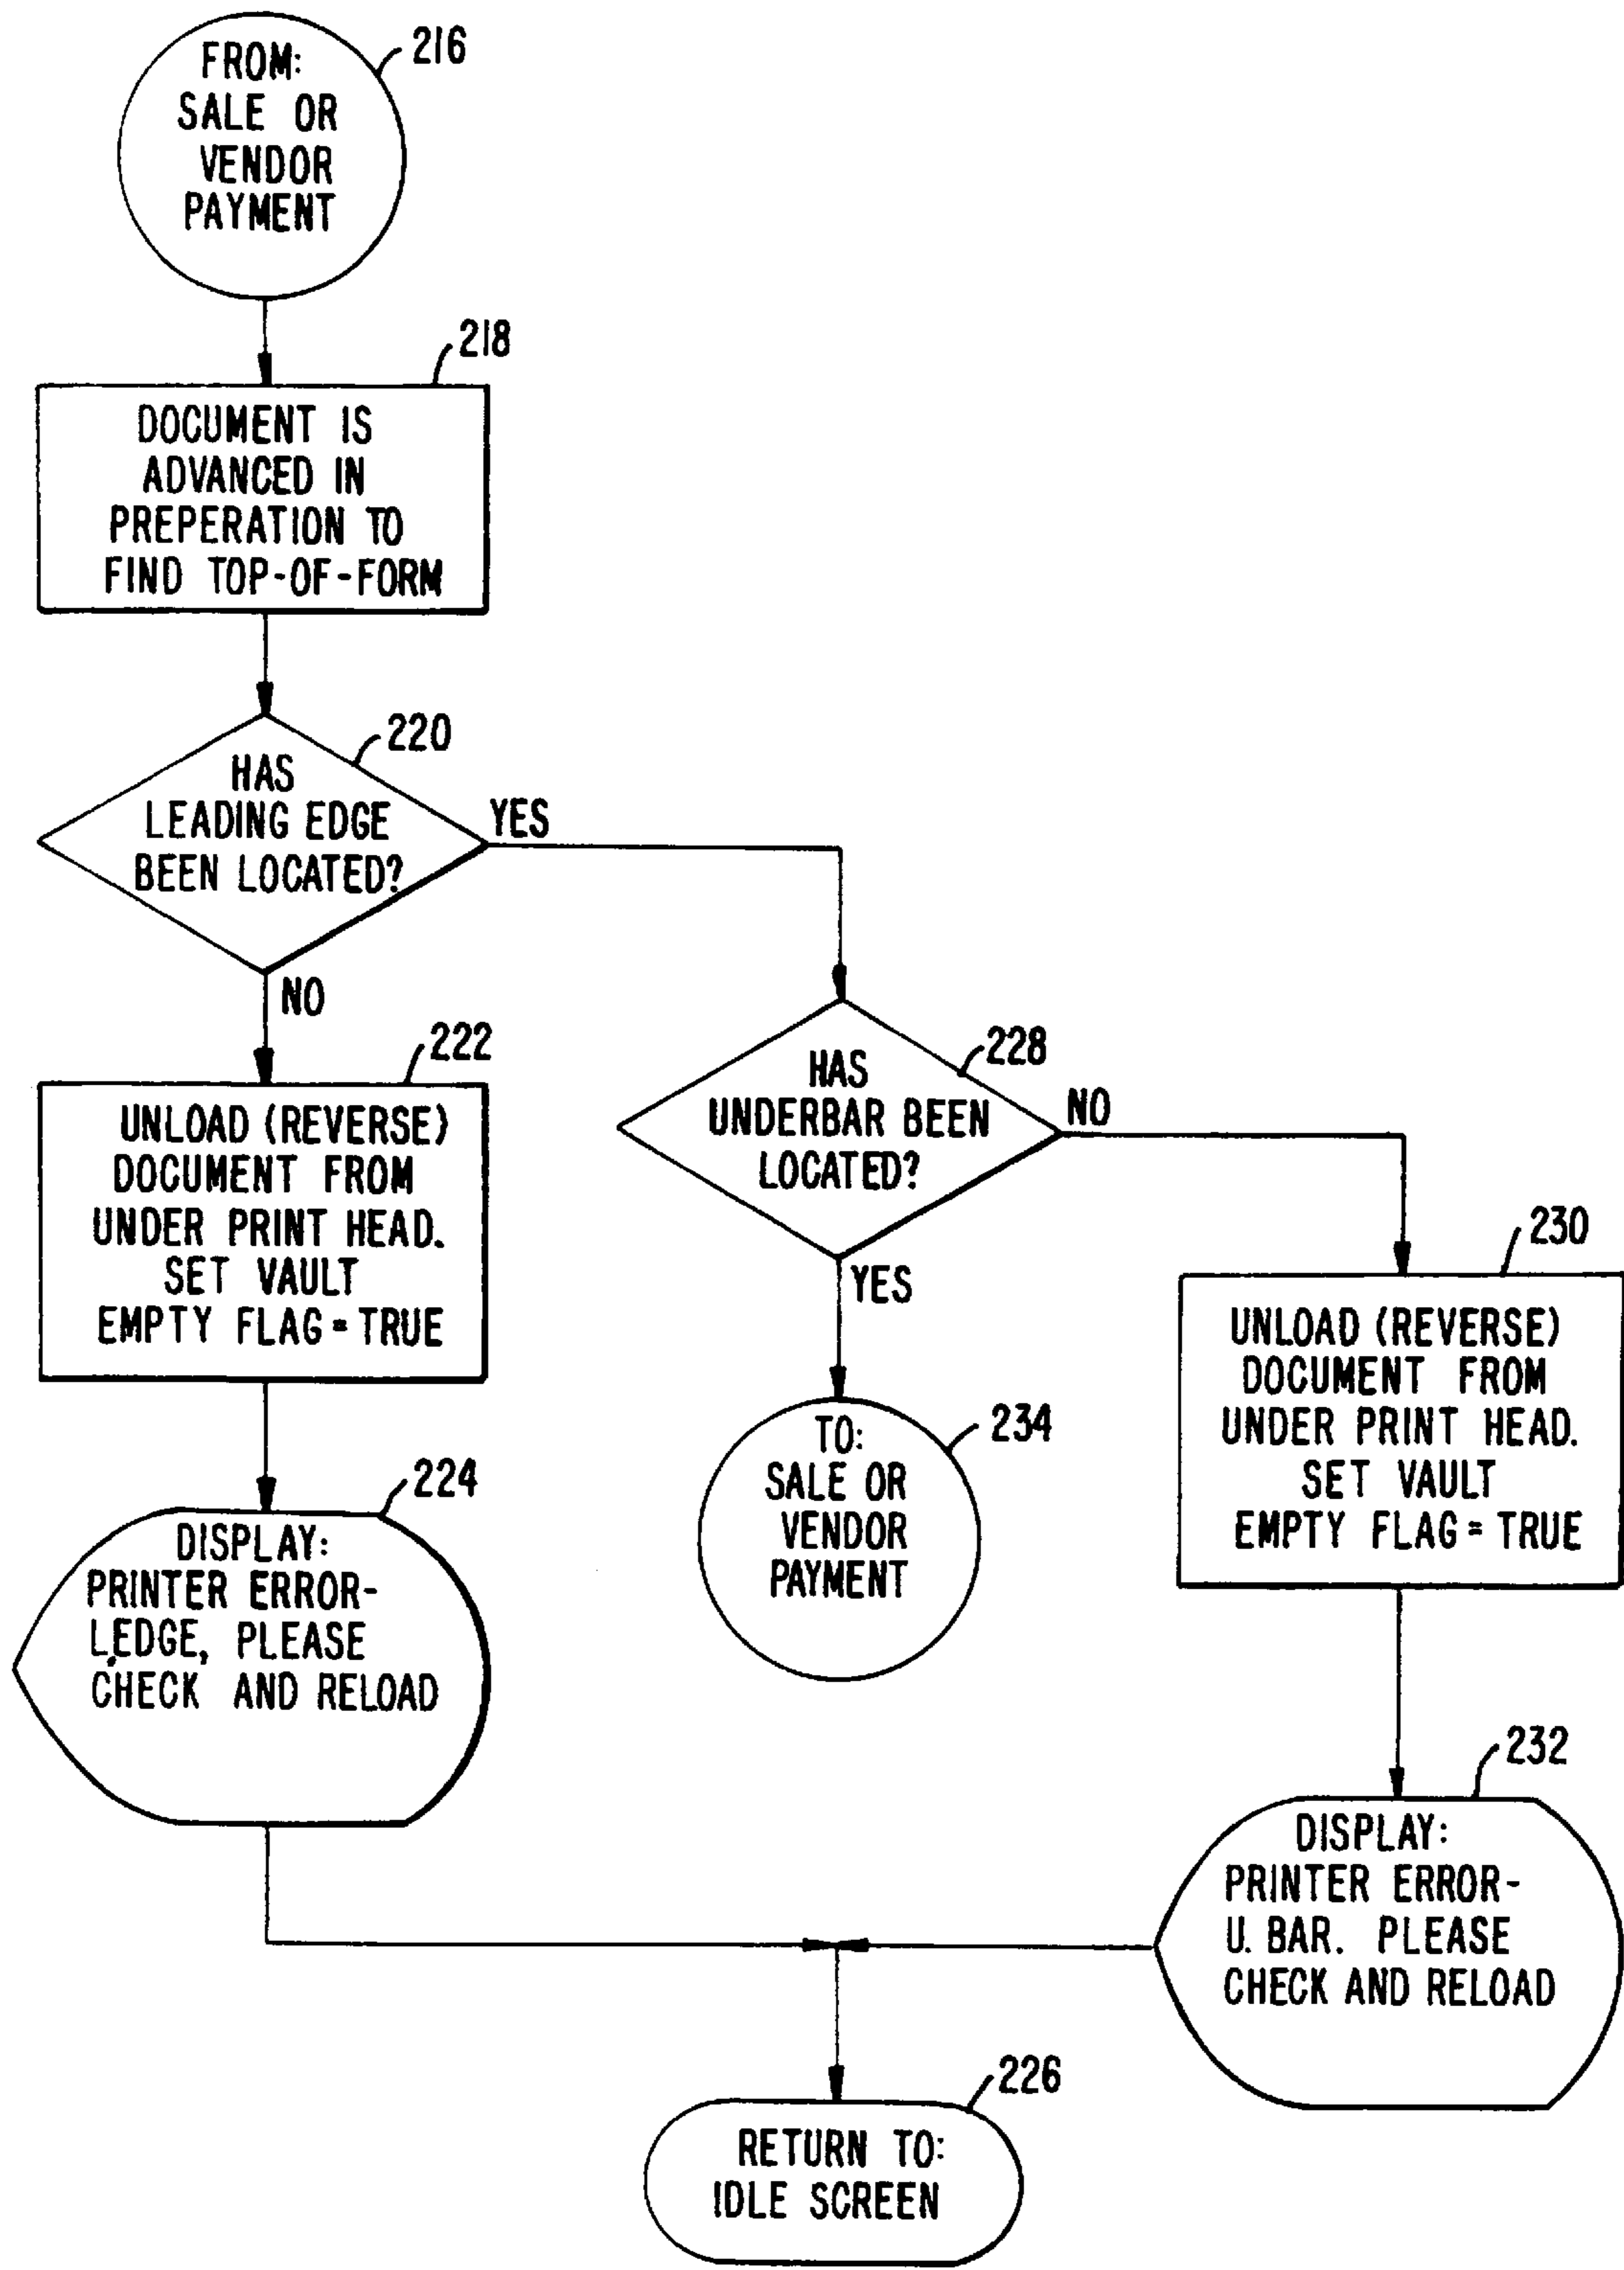 FROM:
SALE OR
VENDOR
PAYMENT
216
218
DOCUMENT IS
ADVANCED IN
PREPERATION TO
FIND TOP-OF-FORM
220
HAS
LEADING EDGE
BEEN LOCATED?
YES
NO
222
UNLOAD (REVERSE)
DOCUMENT FROM
UNDER PRINT HEAD.
SET VAULT
EMPTY FLAG = TRUE
224
DISPLAY:
PRINTER ERROR-
L.EDGE, PLEASE
CHECK AND RELOAD
228
HAS
UNDERBAR BEEN
LOCATED?
NO
YES
234
TO:
SALE OR
VENDOR
PAYMENT
230
UNLOAD (REVERSE)
DOCUMENT FROM
UNDER PRINT HEAD.
SET VAULT
EMPTY FLAG = TRUE
232
DISPLAY:
PRINTER ERROR-
U. BAR. PLEASE
CHECK AND RELOAD
226
RETURN TO:
IDLE SCREEN